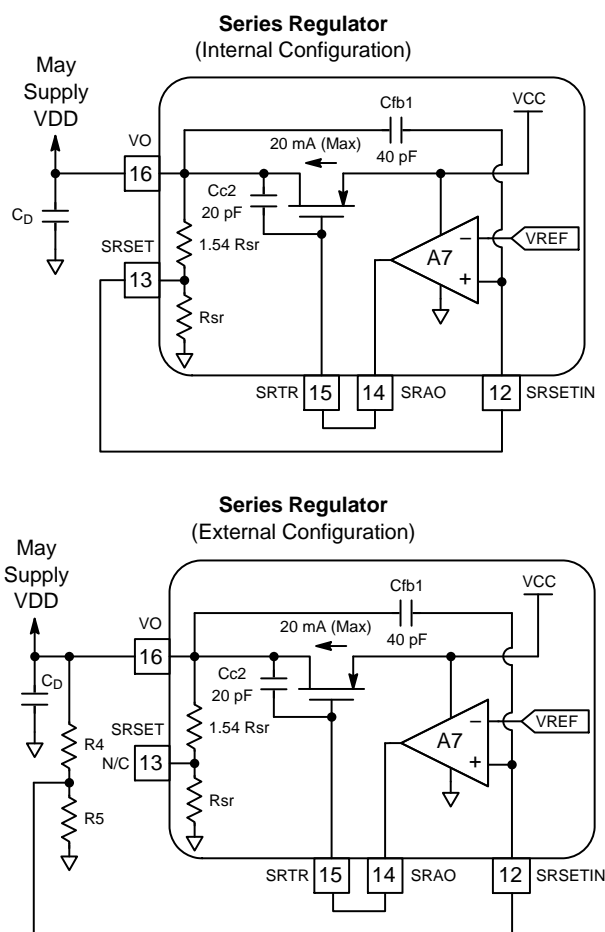 Series Regulator
(Internal Configuration)
May
Supply
VDD
VO
16
CD
SRSET
13
Cfb1
40 pF
VCC
20 mA (Max)
Cc2
20 pF
1.54 Rsr
Rsr
A7
−
+
VREF
SRTR
15
14
SRAO
12
SRSETIN
Series Regulator
(External Configuration)
May
Supply
VDD
VO
16
CD
SRSET
N/C
13
R4
R5
Cfb1
40 pF
VCC
20 mA (Max)
Cc2
20 pF
1.54 Rsr
Rsr
A7
−
+
VREF
SRTR
15
14
SRAO
12
SRSETIN